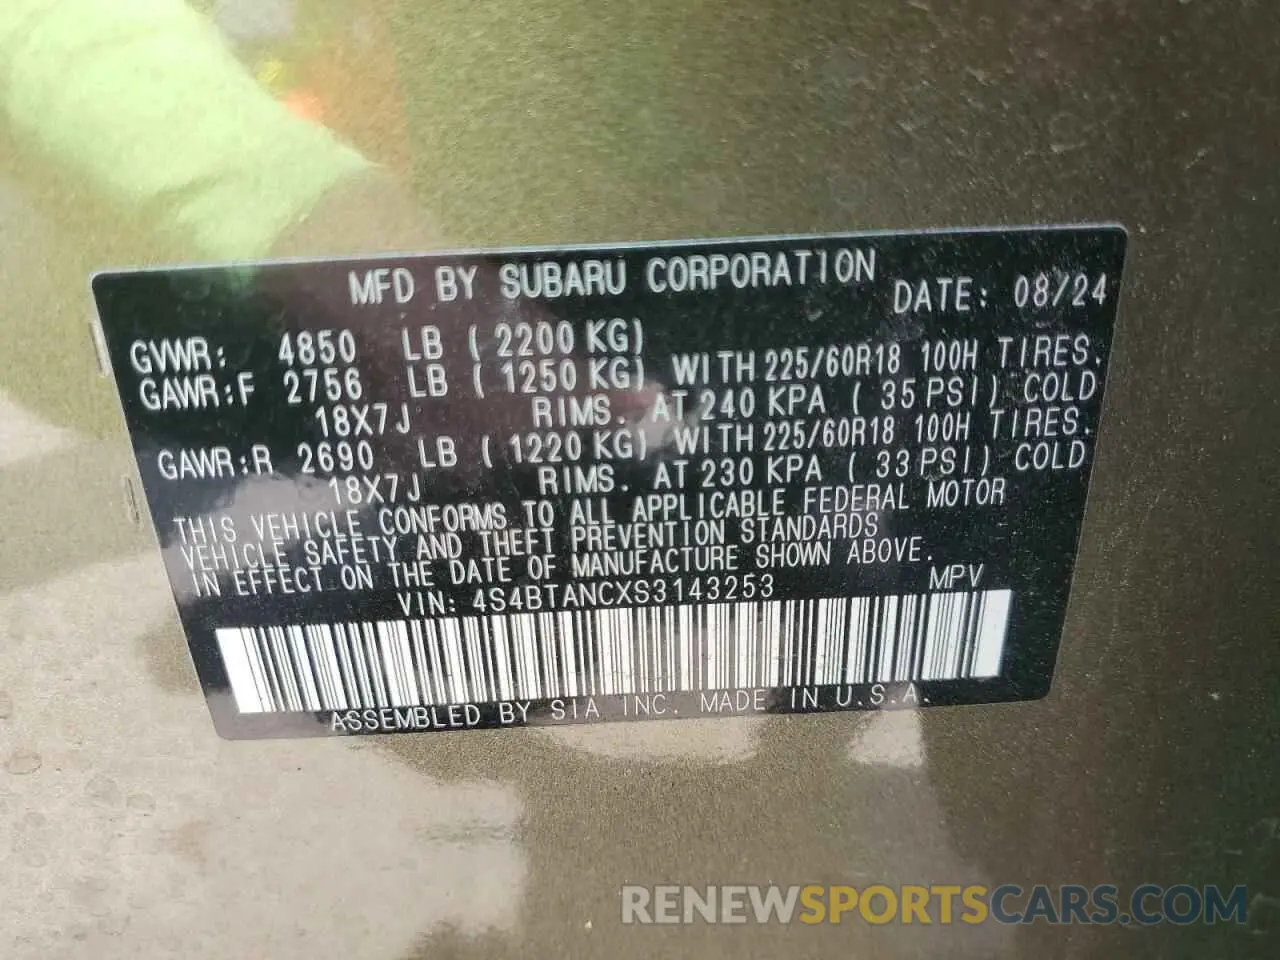 MFD BY SUBARU CORPORATION
DATE: 08/24
GVWR: 4850 LB ( 2200 KG)
GAWR:F 2756 LB ( 1250 KG) WITH 225/60R18 100H TIRES.
18X7J RIMS. AT 240 KPA ( 35 PSI) COLD
GAWR:R 2690 LB ( 1220 KG) WITH 225/60R18 100H TIRES.
18X7J RIMS. AT 230 KPA ( 33 PSI) COLD
THIS VEHICLE CONFORMS TO ALL APPLICABLE FEDERAL MOTOR
VEHICLE SAFETY AND THEFT PREVENTION STANDARDS
IN EFFECT ON THE DATE OF MANUFACTURE SHOWN ABOVE.
VIN: 4S4BTANCXS3143253 MPV
ASSEMBLED BY SIA INC. MADE IN U.S.A.
RENEWSPORTSCARS.COM